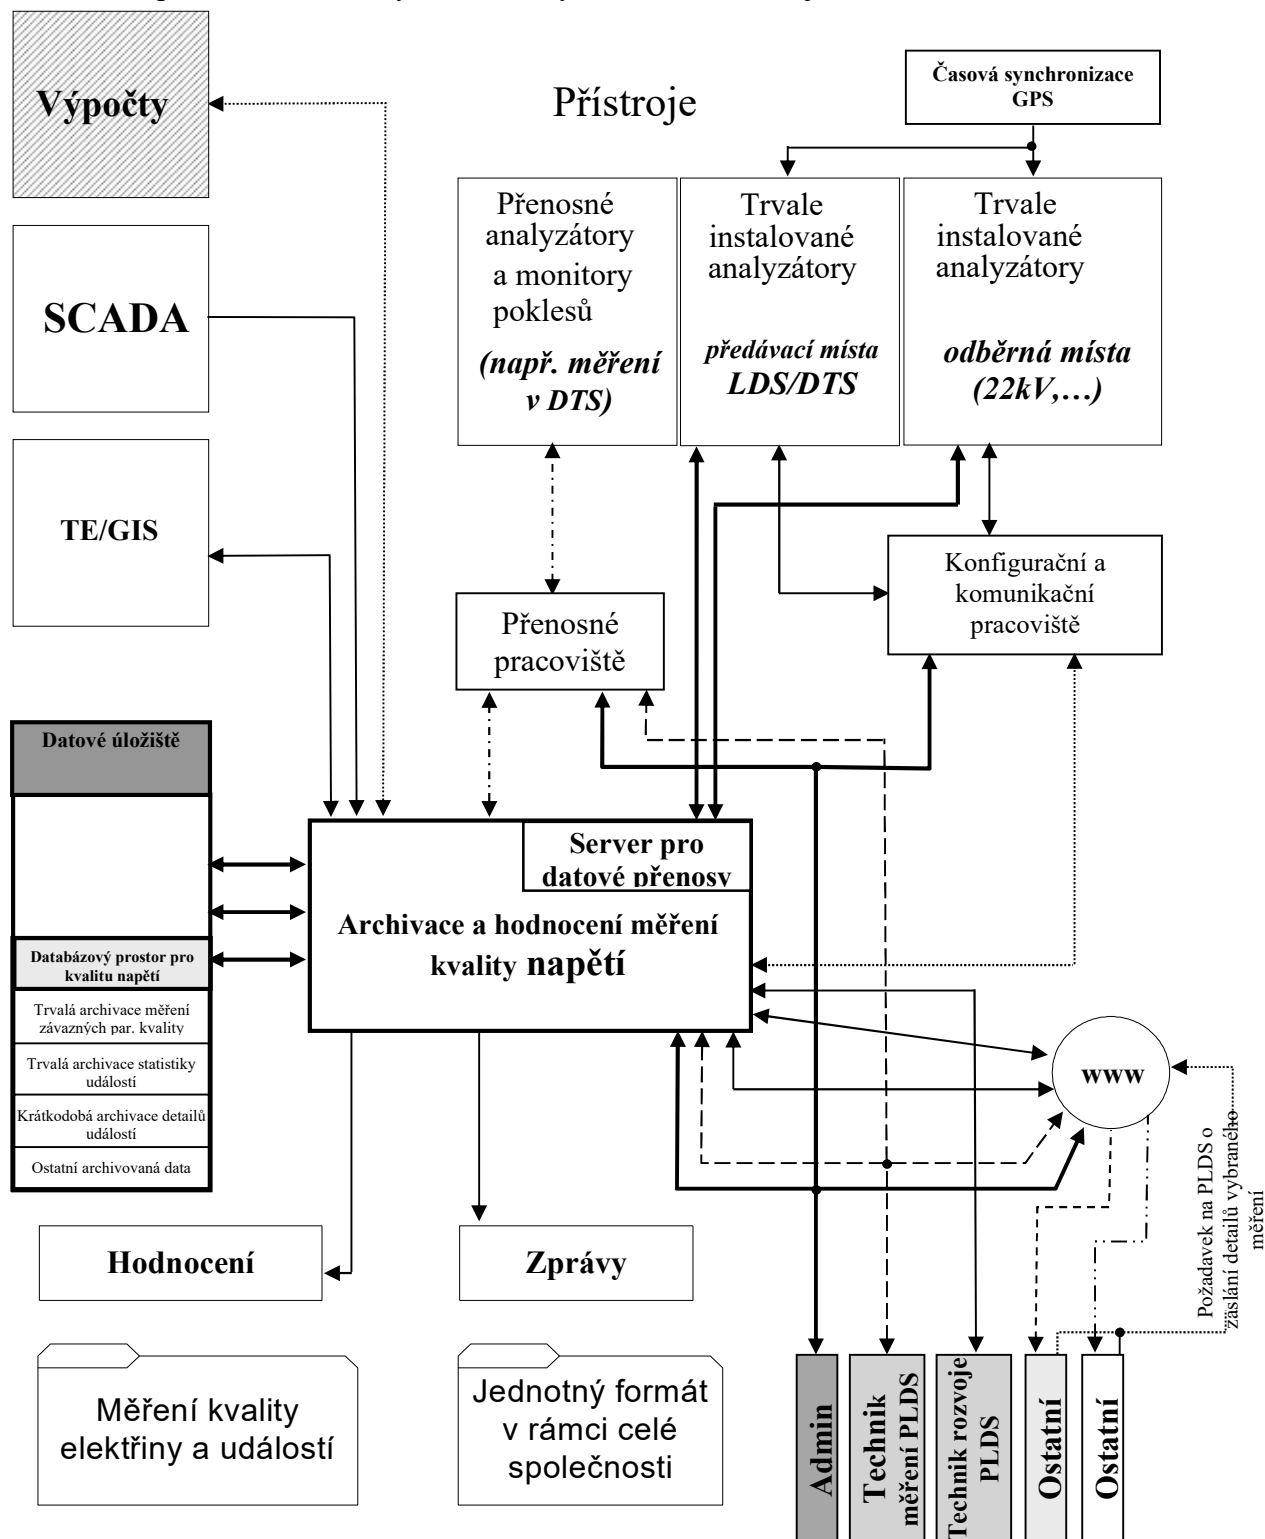 Výpočty
SCADA
TE/GIS
Přístroje
Časová synchronizace
GPS
Přenosné
analyzátory
a monitory
poklesů
(např. měření
v DTS)
Trvale
instalované
analyzátory
předávací místa
LDS/DTS
Trvale
instalované
analyzátory
odběrná místa
(22kV,…)
Konfigurační a
komunikační
pracoviště
Přenosné
pracoviště
Datové úložiště
Databázový prostor pro
kvalitu napětí
Trvalá archivace měření
závazných par. kvality
Trvalá archivace statistiky
událostí
Krátkodobá archivace detailů
událostí
Ostatní archivovaná data
Server pro
datové přenosy
Archivace a hodnocení měření
kvality napětí
www
Požadavek na PLDS o
zaslání detailů vybraného
měření
Hodnocení
Zprávy
Měření kvality
elektřiny a událostí
Jednotný formát
v rámci celé
společnosti
Admin
Technik
měření PLDS
Technik rozvoje
PLDS
Ostatní
Ostatní